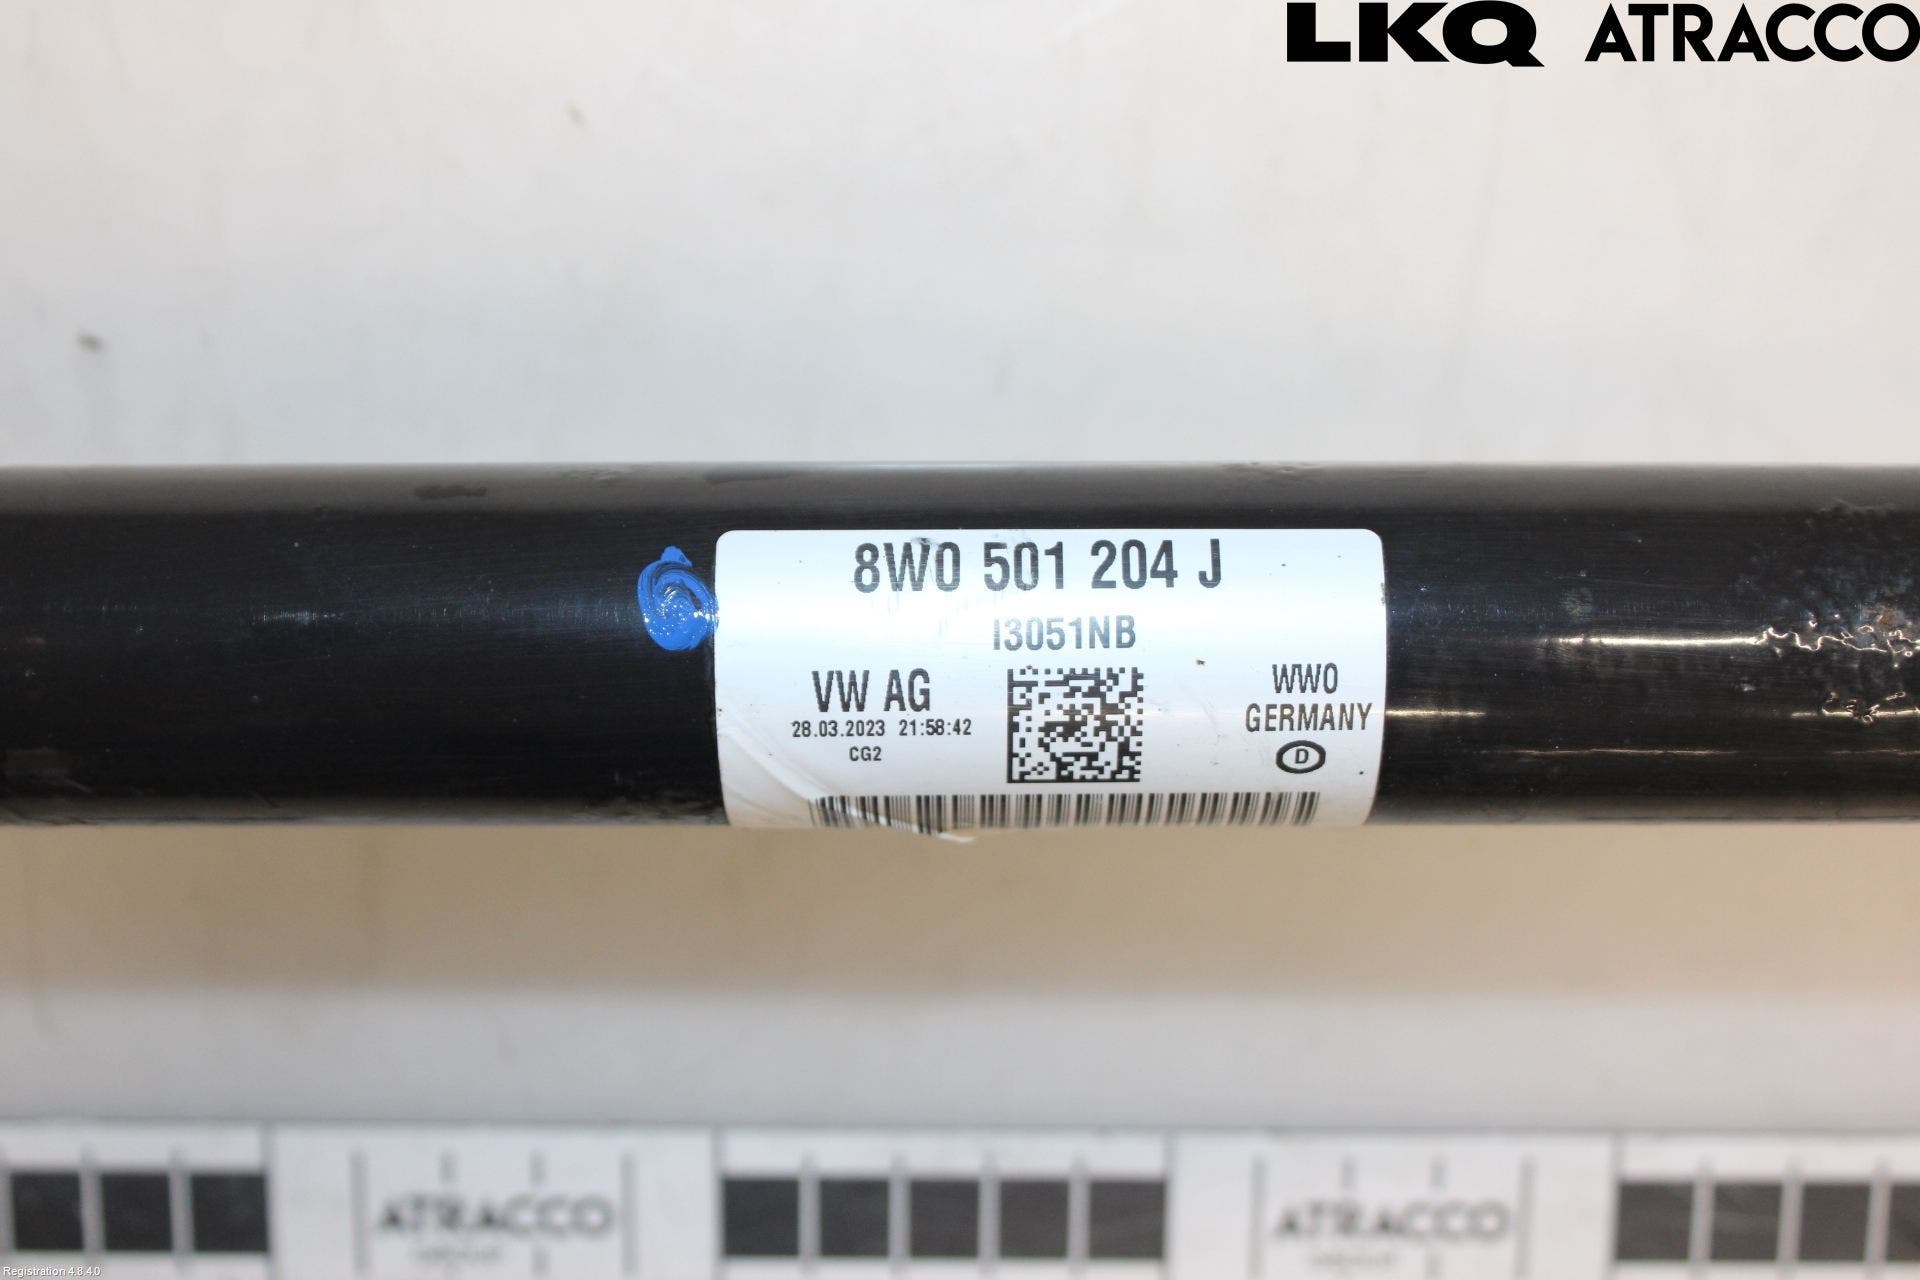 LKQ ATRACCO
8W0 501 204 J
I3051NB
VW AG
28.03.2023 21:58:42
CG2
WWO
GERMANY
D
ATRACCO
ATRACCO
Registration 4.8.4.0